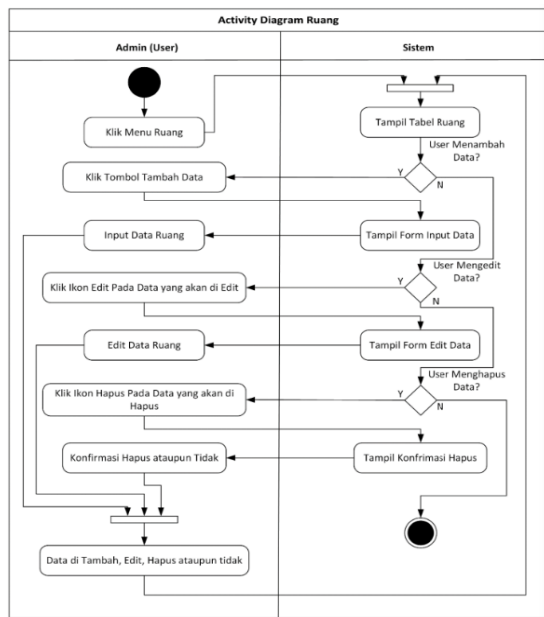 Activity Diagram Ruang
Admin (User)
Sistem
Klik Menu Ruang
Tampil Tabel Ruang
User Menambah
Data?
Y
N
Klik Tombol Tambah Data
Input Data Ruang
Tampil Form Input Data
User Mengedit
Data?
Y
N
Klik Ikon Edit Pada Data yang akan di Edit
Edit Data Ruang
Tampil Form Edit Data
User Menghapus
Data?
Y
N
Klik Ikon Hapus Pada Data yang akan di
Hapus
Konfirmasi Hapus ataupun Tidak
Tampil Konfrimasi Hapus
Data di Tambah, Edit, Hapus ataupun tidak